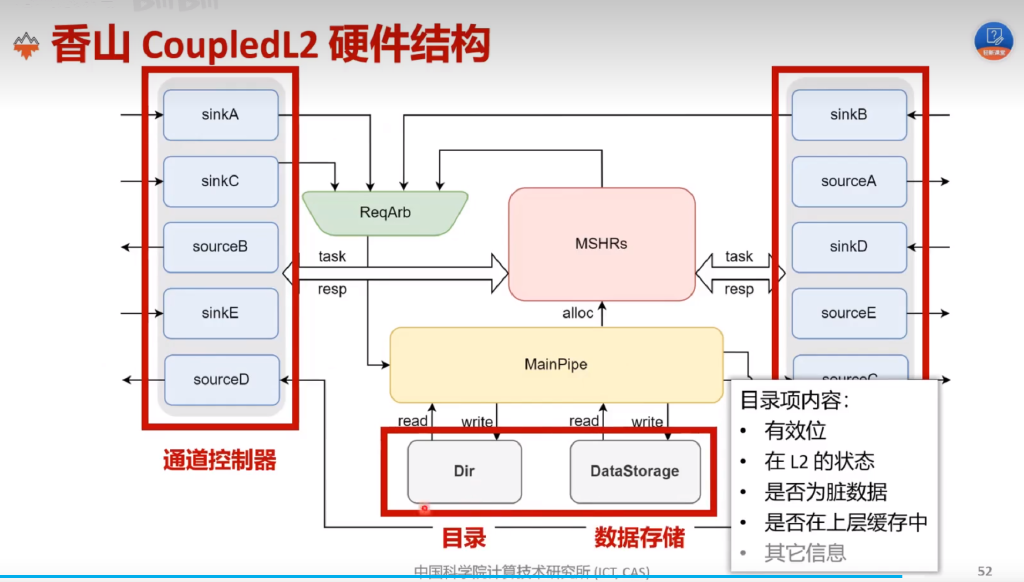 香山 CoupledL2 硬件结构
sinkA
sinkC
sourceB
sinkE
sourceD
通道控制器
ReqArb
MSHRs
task
resp
task
resp
alloc
MainPipe
read
write
read
write
Dir
DataStorage
目录
数据存储
sinkB
sourceA
sinkD
sourceE
sourceC
目录项内容：
• 有效位
• 在 L2 的状态
• 是否为脏数据
• 是否在上层缓存中
• 其它信息
中国科学院计算技术研究所 (ICT, CAS)
52